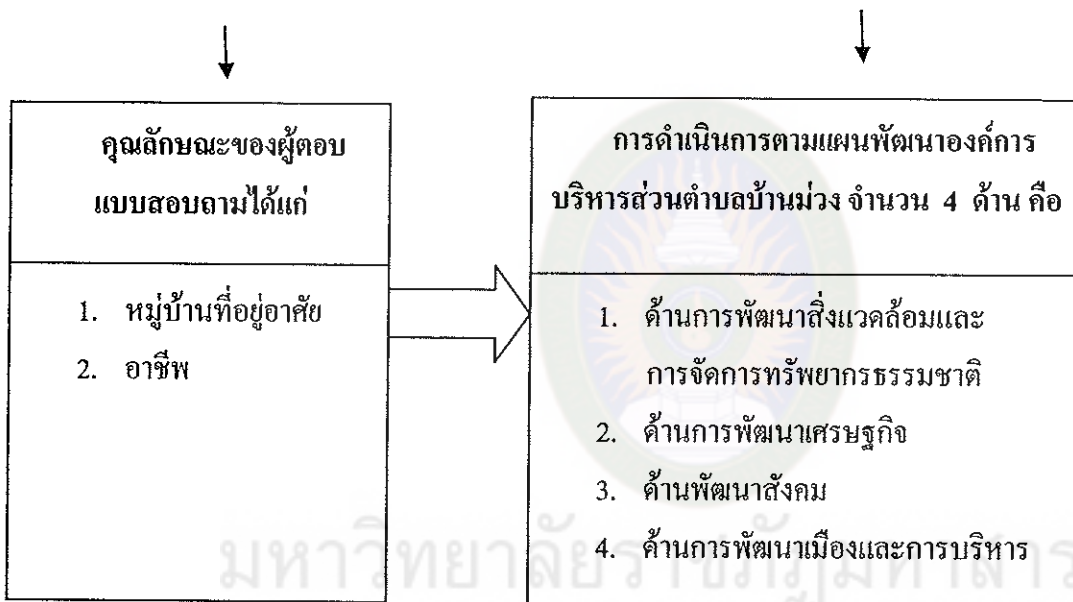 คุณลักษณะของผู้ตอบ
แบบสอบถามได้แก่
1. หมู่บ้านที่อยู่อาศัย
2. อาชีพ
การดำเนินการตามแผนพัฒนาองค์การ
บริหารส่วนตำบลบ้านม่วง จำนวน 4 ด้าน คือ
1. ด้านการพัฒนาสิ่งแวดล้อมและ
การจัดการทรัพยากรธรรมชาติ
2. ด้านการพัฒนาเศรษฐกิจ
3. ด้านพัฒนาสังคม
4. ด้านการพัฒนาเมืองและการบริหาร
มหาวิทยาลัยราชภัฏมหาสาร